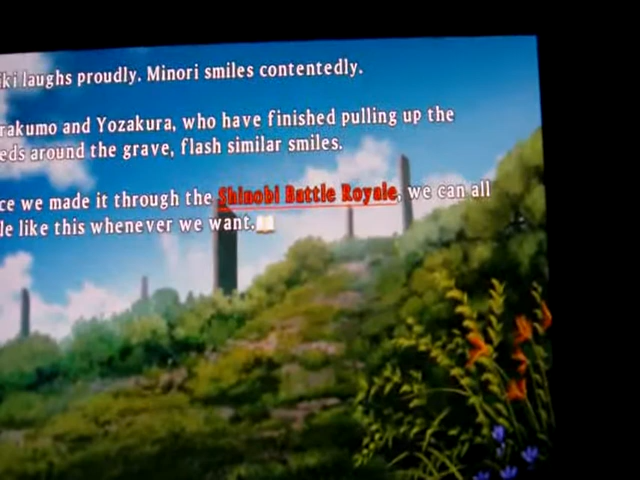 iki laughs proudly. Minori smiles contentedly.
rakumo and Yozakura, who have finished pulling up the
eds around the grave, flash similar smiles.
ce we made it through the Shinobi Battle Royale, we can all
le like this whenever we want.